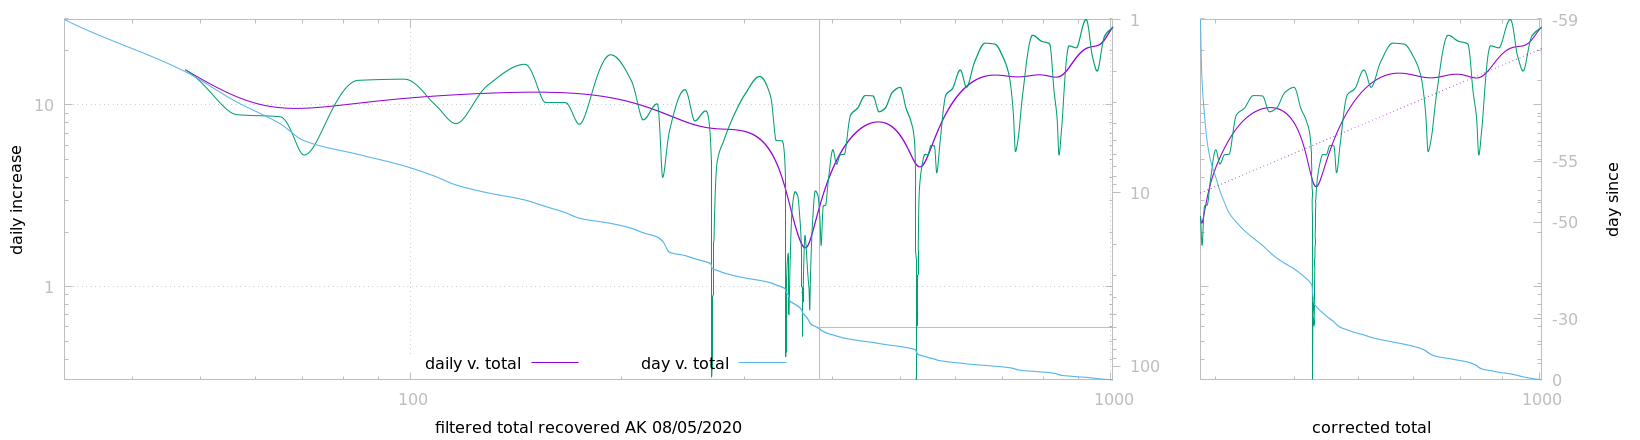 daily increase
10
1
daily v. total
day v. total
100
1000
filtered total recovered AK 08/05/2020
1
10
100
-59
-55
-50
-30
0
day since
1000
corrected total